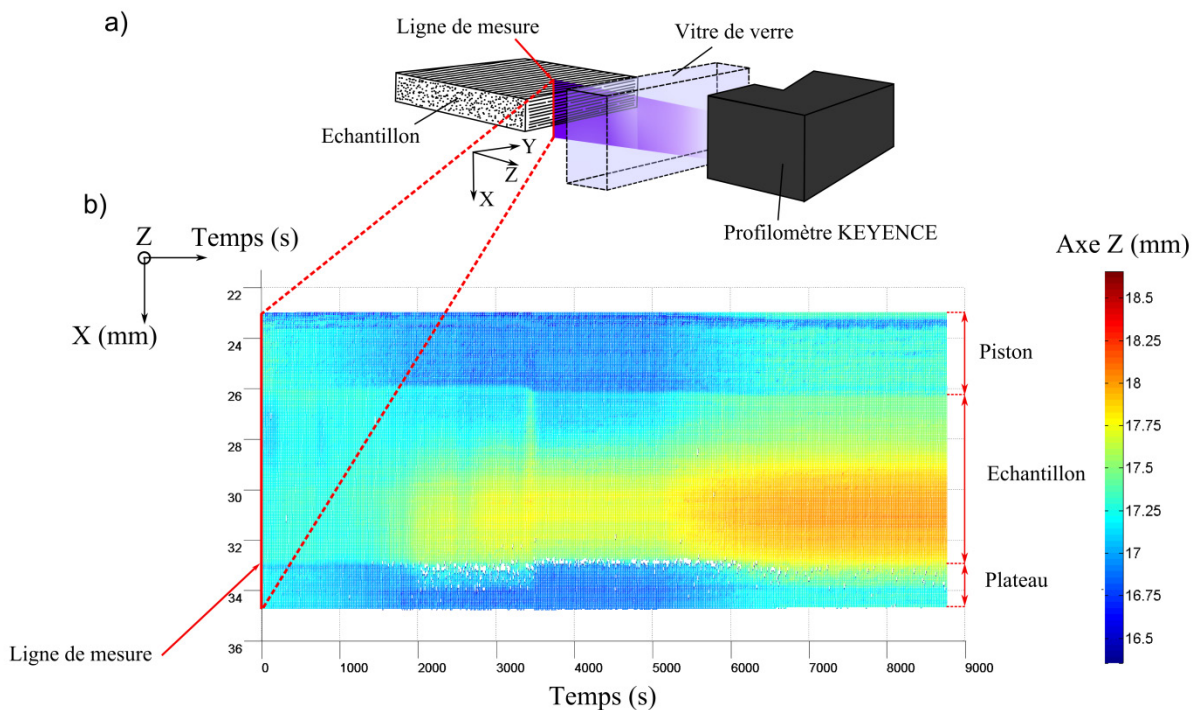 a)
Ligne de mesure
Vitre de verre
Echantillon
Y
Z
X
Profilomètre KEYENCE
b)
Z
Temps (s)
X (mm)
Axe Z (mm)
22
24
26
28
30
32
34
36
Piston
Echantillon
Plateau
18.5
18
17.75
17.5
17.25
17
16.75
16.5
Ligne de mesure
0 1000 2000 3000 4000 5000 6000 7000 8000 9000
Temps (s)